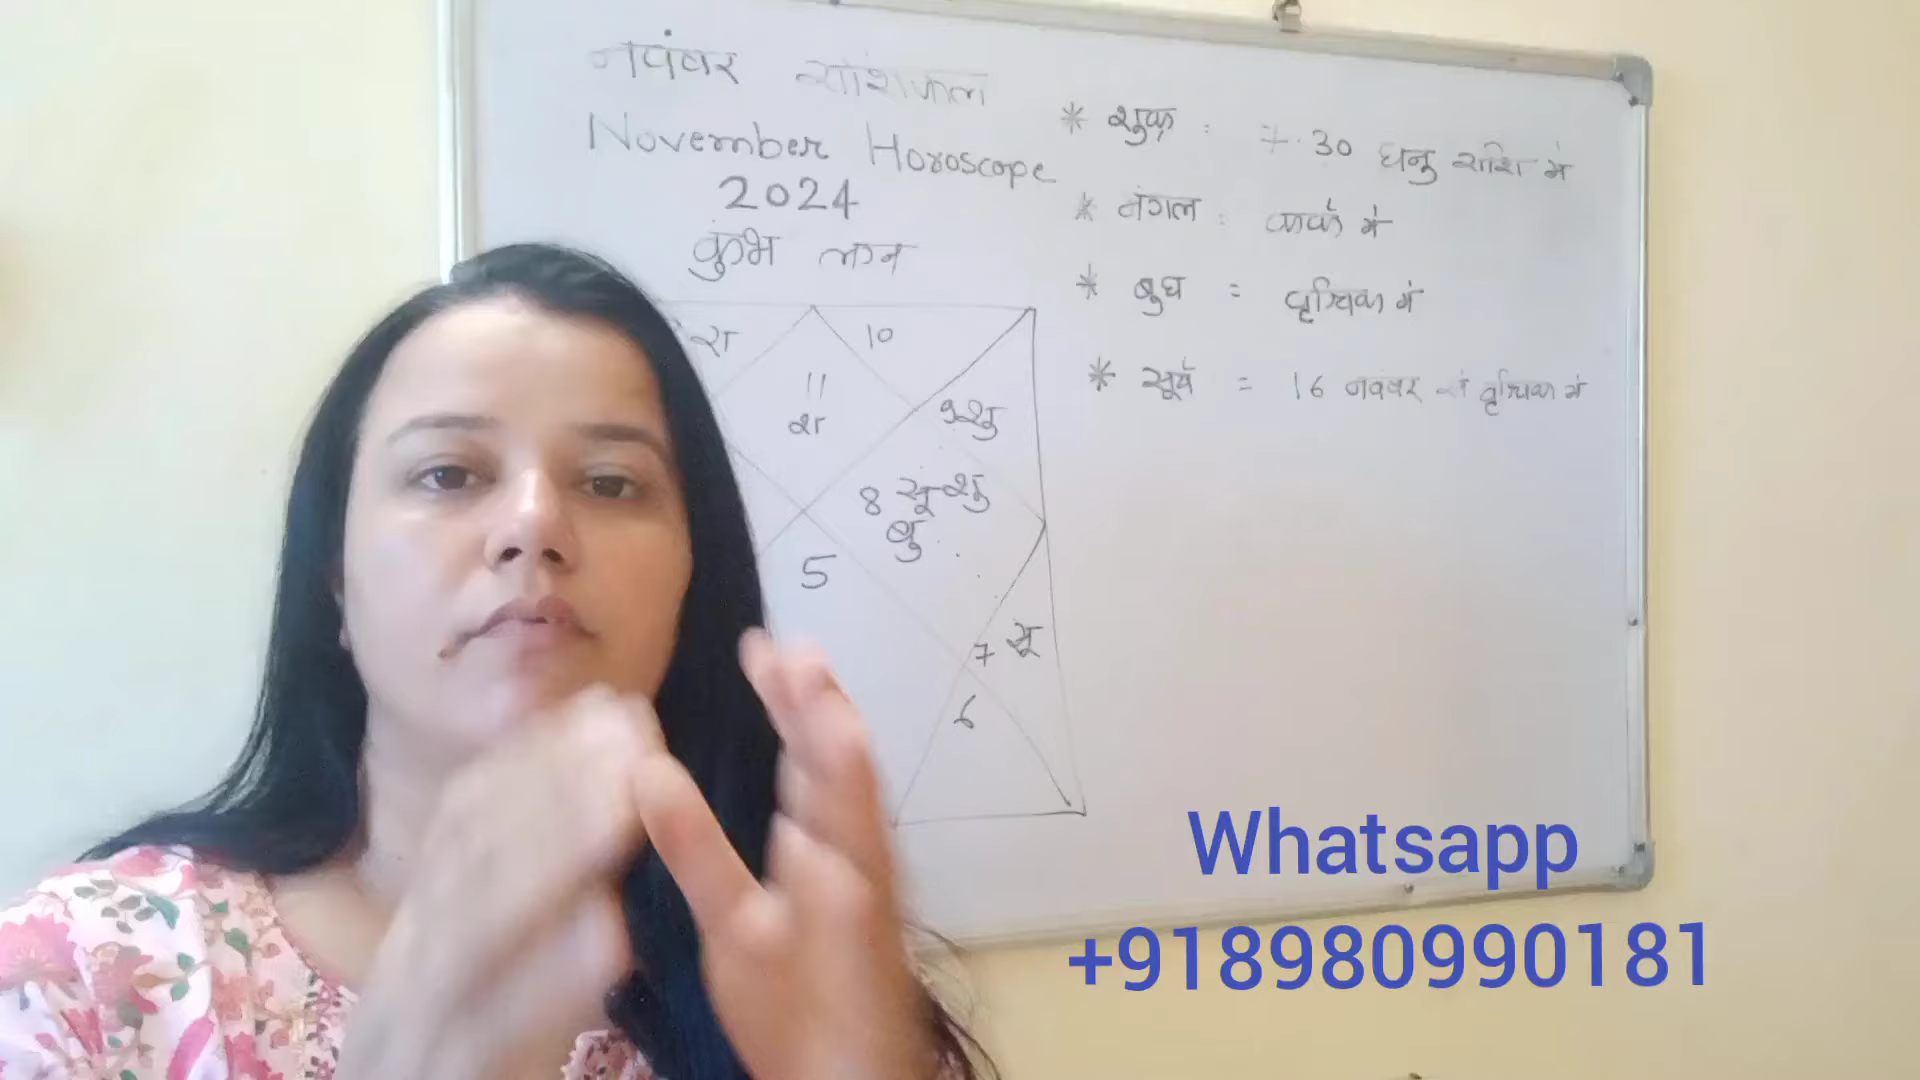 नवंबर राशिफल
November Horoscope
2024
कुंभ लग्न
रा
10
11
श
9 शु
8 सू शु
बु
5
7 सू
6
* शुक्र : 7.30 धनु राशि में
* मंगल : कर्क में
* बुध = वृश्चिक में
* सूर्य = 16 नवंबर से वृश्चिक में
Whatsapp
+918980990181